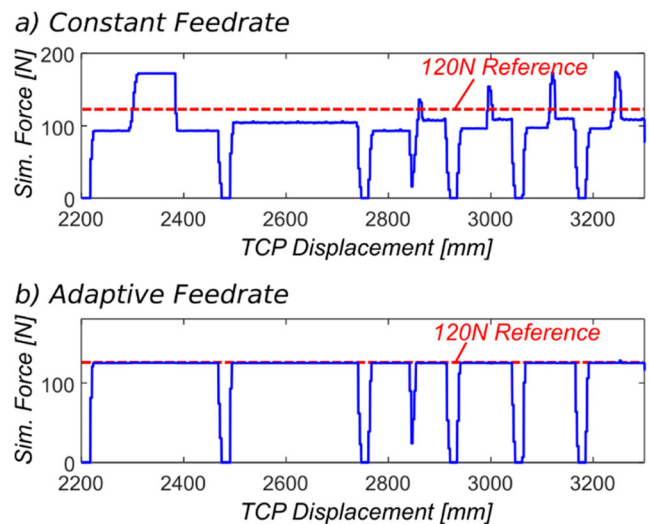 a) Constant Feedrate
200
120N Reference
100
0
Sim. Force [N]
2200 2400 2600 2800 3000 3200
TCP Displacement [mm]
b) Adaptive Feedrate
120N Reference
100
0
Sim. Force [N]
2200 2400 2600 2800 3000 3200
TCP Displacement [mm]